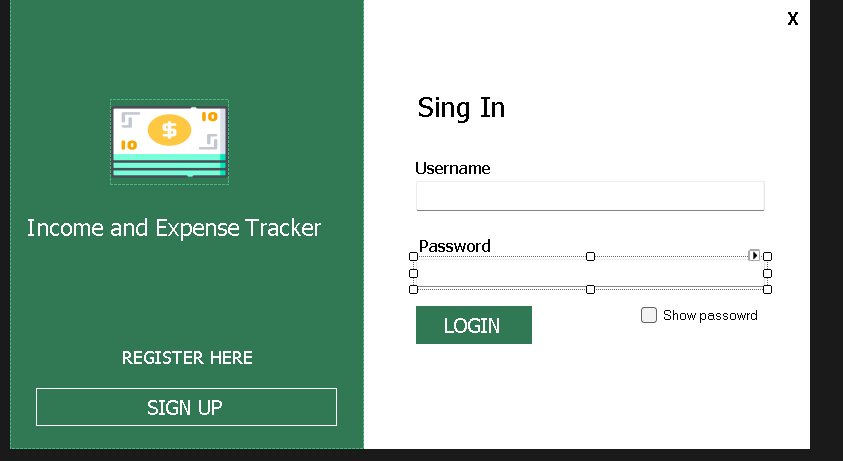 X
10
$
10
Income and Expense Tracker
REGISTER HERE
SIGN UP
Sing In
Username
Password
LOGIN
Show passowrd